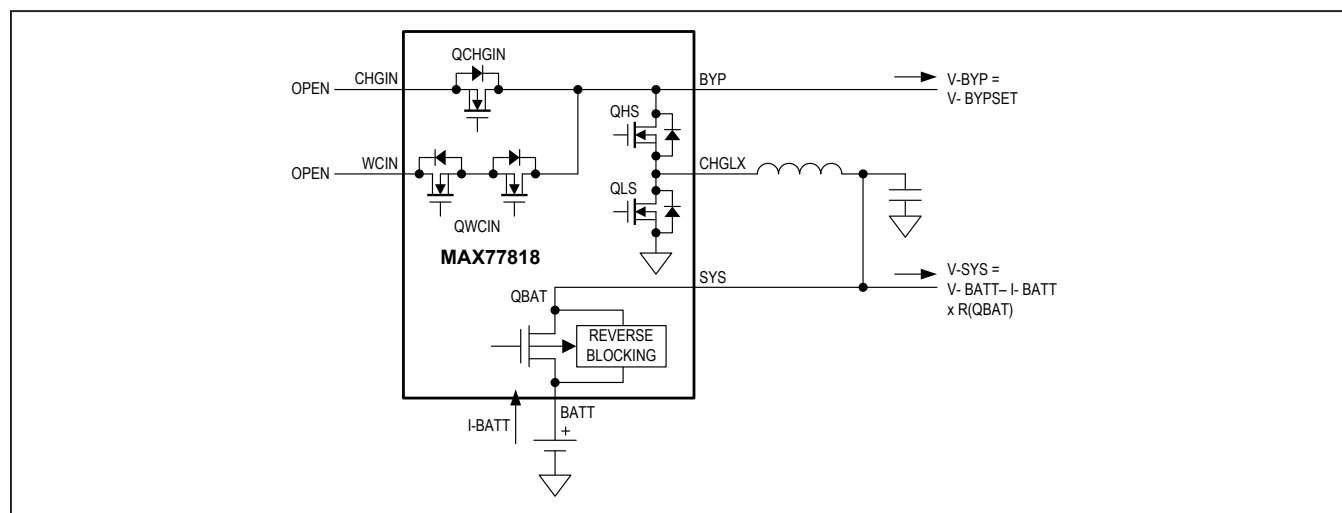 QCHGIN
OPEN
CHGIN
BYP
V-BYP =
V- BYPSET
QHS
OPEN
WCIN
CHGLX
QLS
QWCIN
MAX77818
SYS
V-SYS =
V- BATT– I- BATT
x R(QBAT)
QBAT
REVERSE
BLOCKING
I-BATT
BATT
+